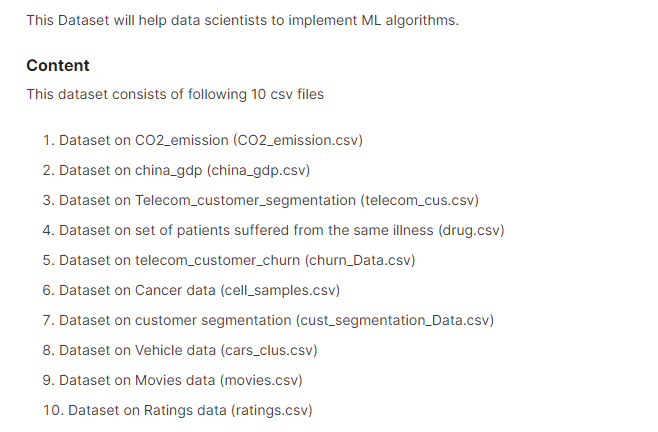 This Dataset will help data scientists to implement ML algorithms.
Content
This dataset consists of following 10 csv files
1. Dataset on CO2_emission (CO2_emission.csv)
2. Dataset on china_gdp (china_gdp.csv)
3. Dataset on Telecom_customer_segmentation (telecom_cus.csv)
4. Dataset on set of patients suffered from the same illness (drug.csv)
5. Dataset on telecom_customer_churn (churn_Data.csv)
6. Dataset on Cancer data (cell_samples.csv)
7. Dataset on customer segmentation (cust_segmentation_Data.csv)
8. Dataset on Vehicle data (cars_clus.csv)
9. Dataset on Movies data (movies.csv)
10. Dataset on Ratings data (ratings.csv)